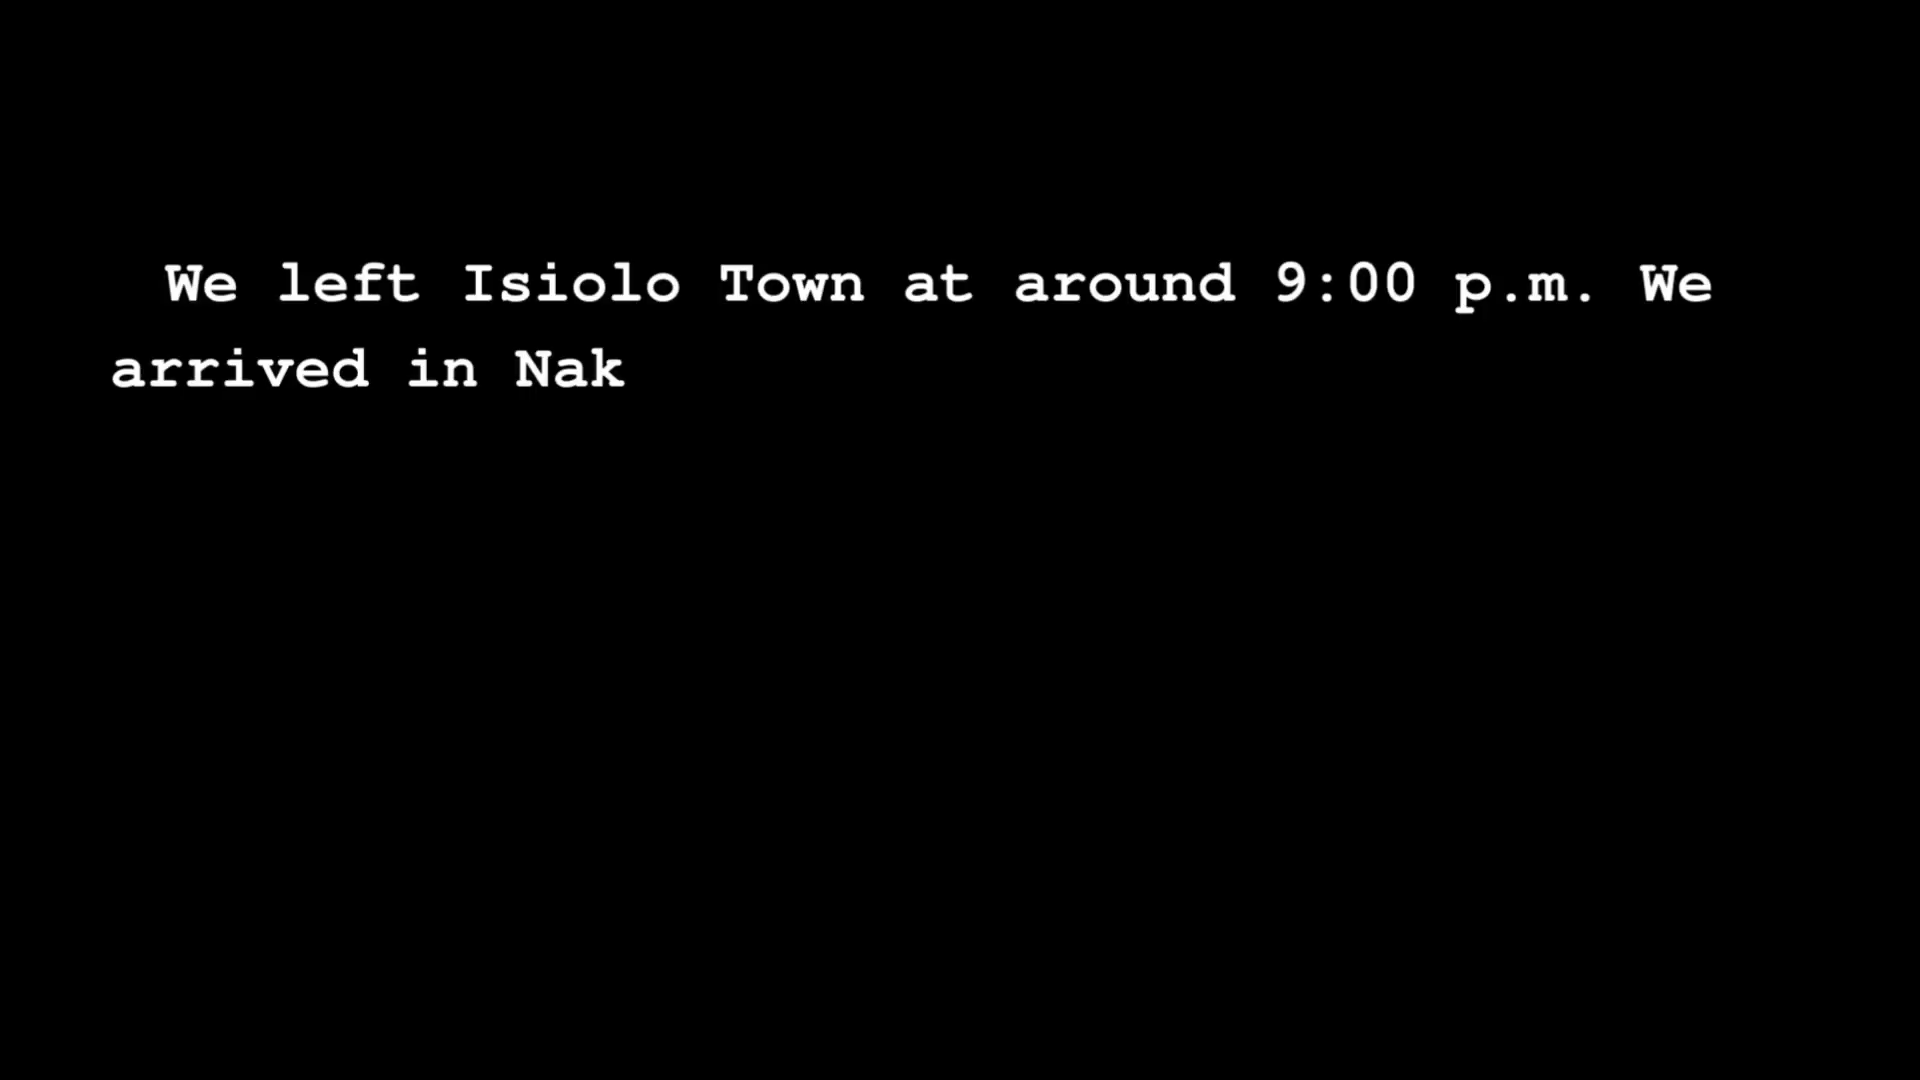 We left Isiolo Town at around 9:00 p.m. We
arrived in Nak